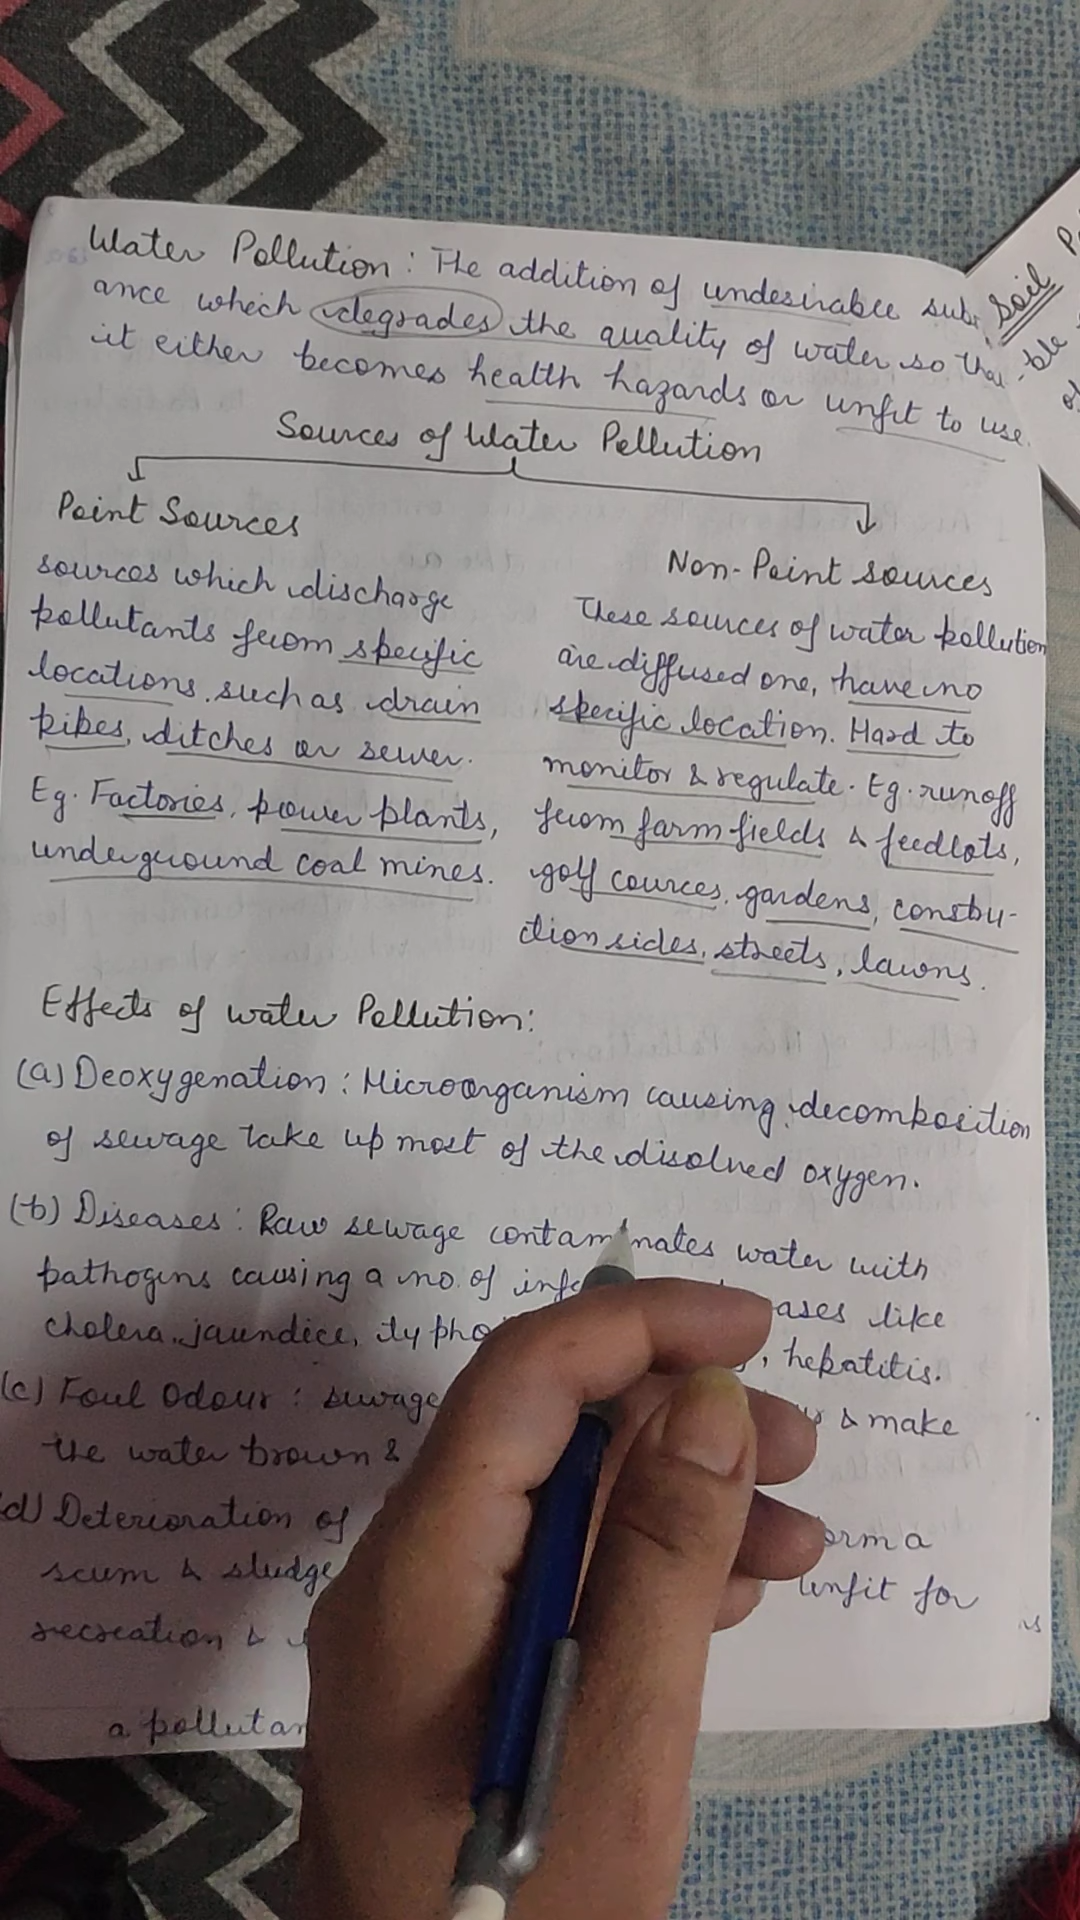 Water Pollution: The addition of undesirable subs
ance which degrades the quality of water so that
it either becomes health hazards or unfit to use.
Sources of Water Pollution
Point Sources
sources which discharge
pollutants from specific
locations, such as drain
pipes, ditches or sewer.
Eg. Factories, power plants,
underground coal mines.
Non-Point sources
These sources of water pollution
are diffused one, have no
specific location. Hard to
monitor & regulate. Eg. runoff
from farm fields & feedlots,
golf cources, gardens, constru-
ction sides, streets, lawns.
Effects of water Pollution:
(a) Deoxygenation : Microorganism causing decomposition
of sewage take up most of the disolved oxygen.
(b) Diseases : Raw sewage contaminates water with
pathogens causing a no. of inf ases like
cholera, jaundice, typho , hepatitis.
(c) Foul Odour : sewage & make
the water brown &
(d) Deterioration of orm a
scum & sludge unfit for
recreation &
a pollutan
Soil